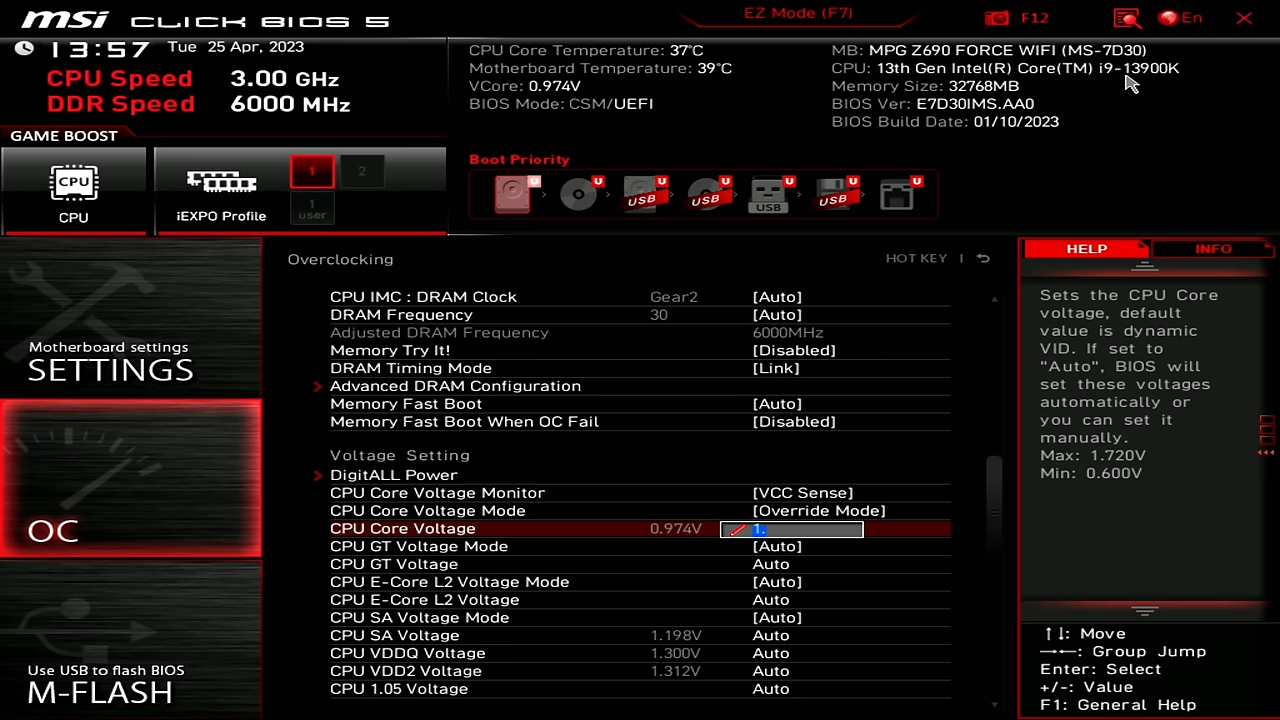 msi CLICK BIOS 5
EZ Mode (F7)
F12
En
13:57 Tue 25 Apr, 2023
CPU Speed 3.00 GHz
DDR Speed 6000 MHz
CPU Core Temperature: 37°C
Motherboard Temperature: 39°C
VCore: 0.974V
BIOS Mode: CSM/UEFI
MB: MPG Z690 FORCE WIFI (MS-7D30)
CPU: 13th Gen Intel(R) Core(TM) i9-13900K
Memory Size: 32768MB
BIOS Ver: E7D30IMS.AA0
BIOS Build Date: 01/10/2023
GAME BOOST
CPU
CPU
iEXPO Profile
1
2
1
user
Boot Priority
U
U
USB U
USB U
USB U
USB U
U
Motherboard settings
SETTINGS
OC
Use USB to flash BIOS
M-FLASH
Overclocking
HOT KEY |
CPU IMC : DRAM Clock Gear2 [Auto]
DRAM Frequency 30 [Auto]
Adjusted DRAM Frequency 6000MHz
Memory Try It! [Disabled]
DRAM Timing Mode [Link]
Advanced DRAM Configuration
Memory Fast Boot [Auto]
Memory Fast Boot When OC Fail [Disabled]
Voltage Setting
DigitALL Power
CPU Core Voltage Monitor [VCC Sense]
CPU Core Voltage Mode [Override Mode]
CPU Core Voltage 0.974V 1.
CPU GT Voltage Mode [Auto]
CPU GT Voltage Auto
CPU E-Core L2 Voltage Mode [Auto]
CPU E-Core L2 Voltage Auto
CPU SA Voltage Mode [Auto]
CPU SA Voltage 1.198V Auto
CPU VDDQ Voltage 1.300V Auto
CPU VDD2 Voltage 1.312V Auto
CPU 1.05 Voltage Auto
HELP
INFO
Sets the CPU Core
voltage, default
value is dynamic
VID. If set to
"Auto", BIOS will
set these voltages
automatically or
you can set it
manually.
Max: 1.720V
Min: 0.600V
↑↓: Move
→←: Group Jump
Enter: Select
+/-: Value
F1: General Help